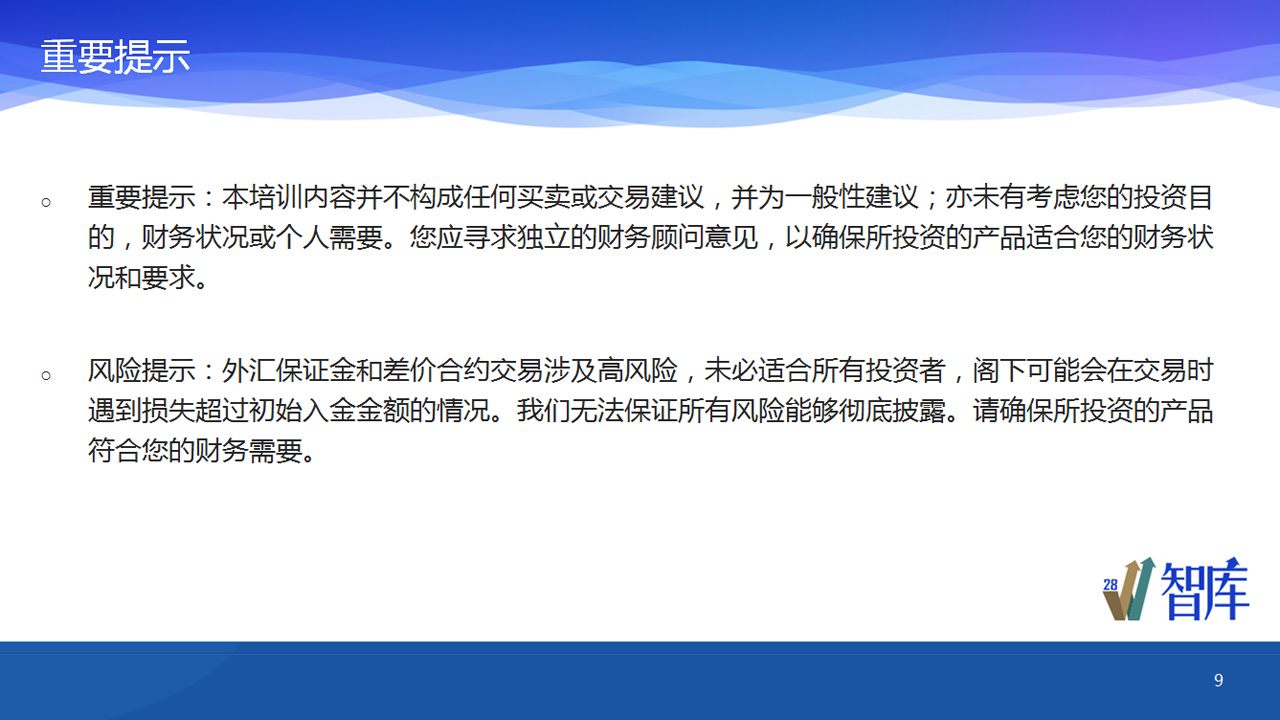 重要提示
重要提示：本培训内容并不构成任何买卖或交易建议，并为一般性建议；亦未有考虑您的投资目
的，财务状况或个人需要。您应寻求独立的财务顾问意见，以确保所投资的产品适合您的财务状
况和要求。
风险提示：外汇保证金和差价合约交易涉及高风险，未必适合所有投资者，阁下可能会在交易时
遇到损失超过初始入金金额的情况。我们无法保证所有风险能够彻底披露。请确保所投资的产品
符合您的财务需要。
28 智库
9